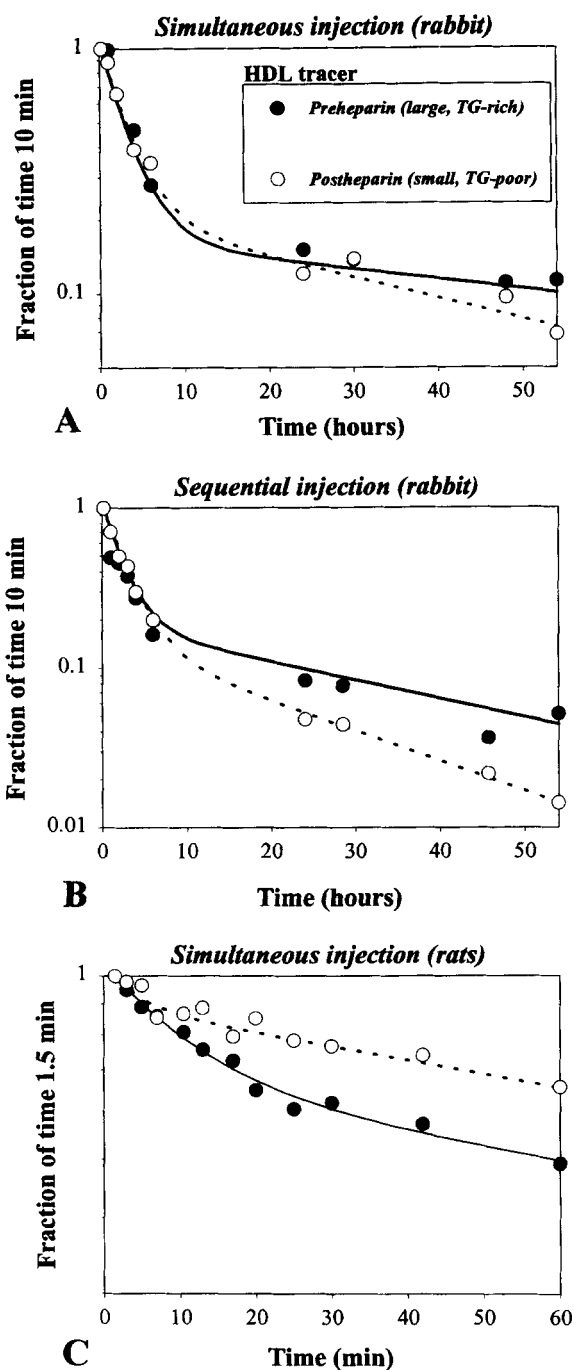 Simultaneous injection (rabbit)
1
HDL tracer
Preheparin (large, TG-rich)
Postheparin (small, TG-poor)
0.1
Fraction of time 10 min
0 10 20 30 40 50
Time (hours)
A
Sequential injection (rabbit)
1
0.1
0.01
Fraction of time 10 min
0 10 20 30 40 50
Time (hours)
B
Simultaneous injection (rats)
1
Fraction of time 1.5 min
0 10 20 30 40 50 60
Time (min)
C